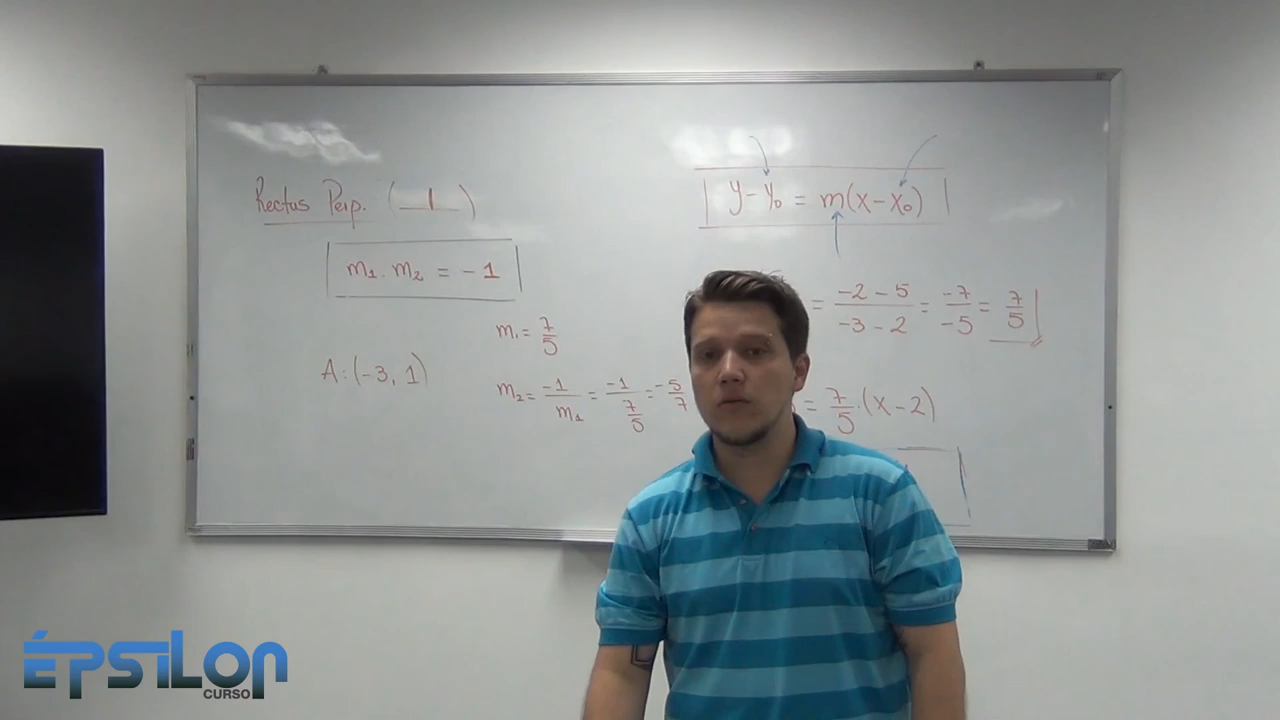 Rectus Perp. (⊥)
m₁ . m₂ = -1
A: (-3, 1)
m₁ = 7/5
m₂ = -1/m₁ = -1/(7/5) = -5/7
y - y₀ = m(x - x₀)
= (-2 - 5)/(-3 - 2) = -7/-5 = 7/5
= 7/5 . (x - 2)
ÉPSILON
CURSO